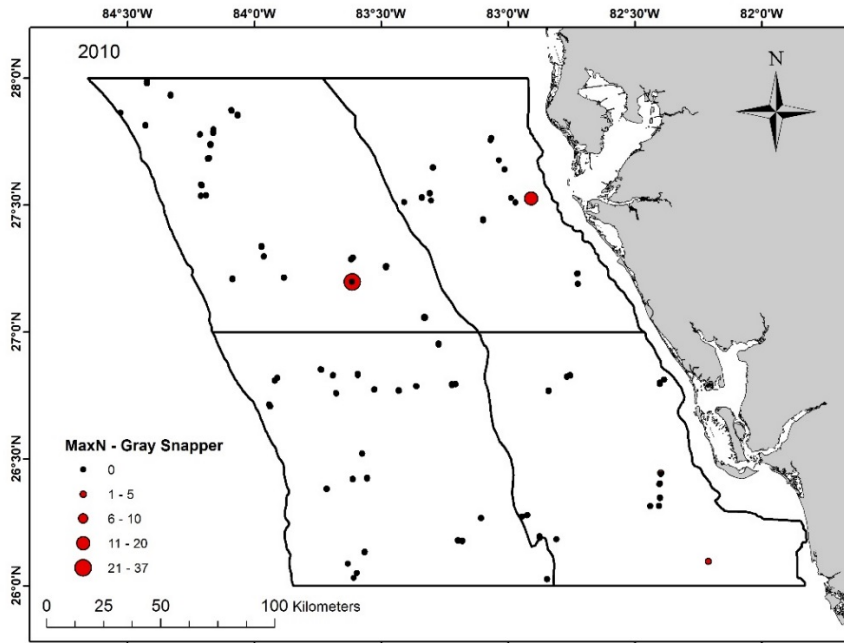 84°30'W 84°0'W 83°30'W 83°0'W 82°30'W 82°0'W
2010
N
28°0'N
27°30'N
27°0'N
26°30'N
26°0'N
MaxN - Gray Snapper
0
1 - 5
6 - 10
11 - 20
21 - 37
0 25 50 100 Kilometers